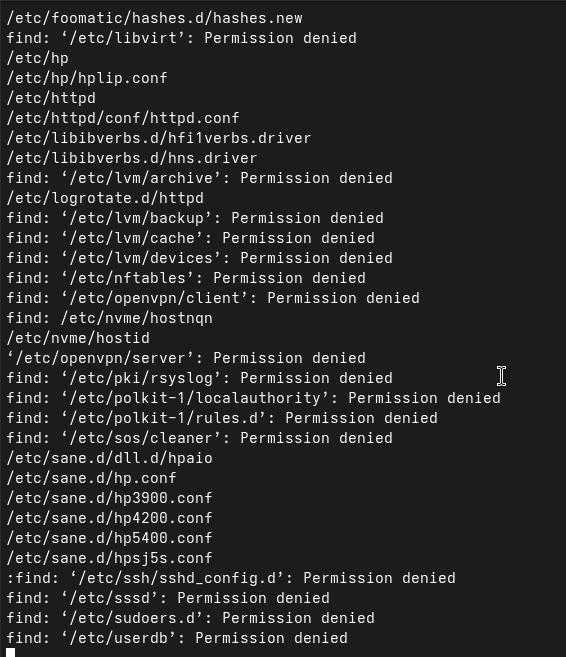 /etc/foomatic/hashes.d/hashes.new
find: ‘/etc/libvirt’: Permission denied
/etc/hp
/etc/hp/hplip.conf
/etc/httpd
/etc/httpd/conf/httpd.conf
/etc/libibverbs.d/hfi1verbs.driver
/etc/libibverbs.d/hns.driver
find: ‘/etc/lvm/archive’: Permission denied
/etc/logrotate.d/httpd
find: ‘/etc/lvm/backup’: Permission denied
find: ‘/etc/lvm/cache’: Permission denied
find: ‘/etc/lvm/devices’: Permission denied
find: ‘/etc/nftables’: Permission denied
find: ‘/etc/openvpn/client’: Permission denied
find: /etc/nvme/hostnqn
/etc/nvme/hostid
‘/etc/openvpn/server’: Permission denied
find: ‘/etc/pki/rsyslog’: Permission denied
find: ‘/etc/polkit-1/localauthority’: Permission denied
find: ‘/etc/polkit-1/rules.d’: Permission denied
find: ‘/etc/sos/cleaner’: Permission denied
/etc/sane.d/dll.d/hpaio
/etc/sane.d/hp.conf
/etc/sane.d/hp3900.conf
/etc/sane.d/hp4200.conf
/etc/sane.d/hp5400.conf
/etc/sane.d/hpsj5s.conf
:find: ‘/etc/ssh/sshd_config.d’: Permission denied
find: ‘/etc/sssd’: Permission denied
find: ‘/etc/sudoers.d’: Permission denied
find: ‘/etc/userdb’: Permission denied